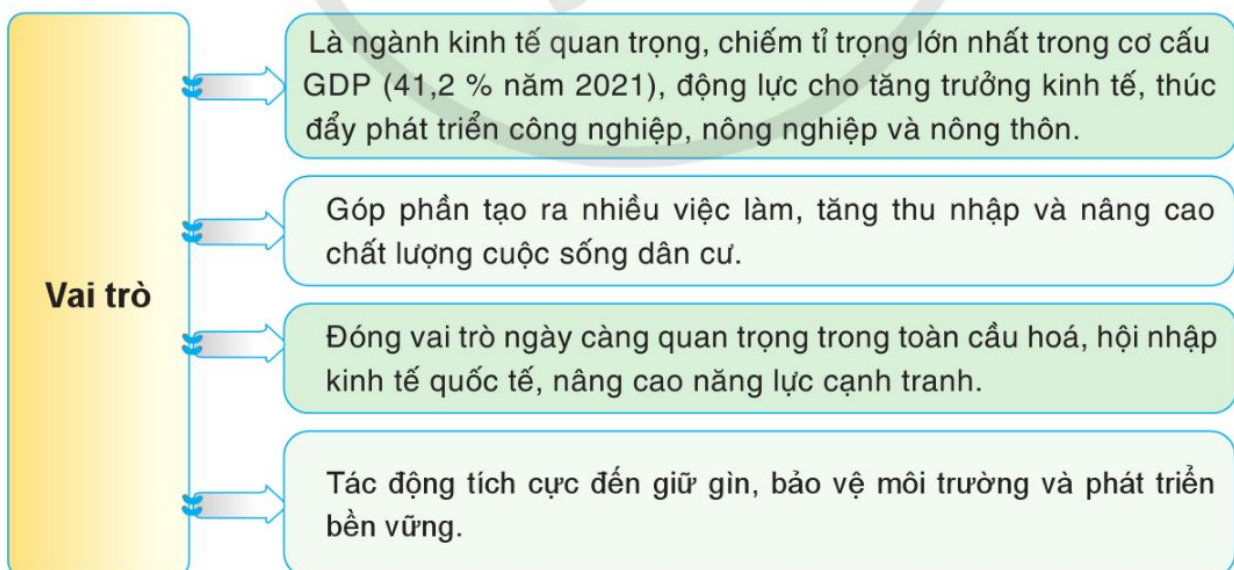 Là ngành kinh tế quan trọng, chiếm tỉ trọng lớn nhất trong cơ cấu
GDP (41,2 % năm 2021), động lực cho tăng trưởng kinh tế, thúc
đẩy phát triển công nghiệp, nông nghiệp và nông thôn.
Góp phần tạo ra nhiều việc làm, tăng thu nhập và nâng cao
chất lượng cuộc sống dân cư.
Vai trò
Đóng vai trò ngày càng quan trọng trong toàn cầu hoá, hội nhập
kinh tế quốc tế, nâng cao năng lực cạnh tranh.
Tác động tích cực đến giữ gìn, bảo vệ môi trường và phát triển
bền vững.